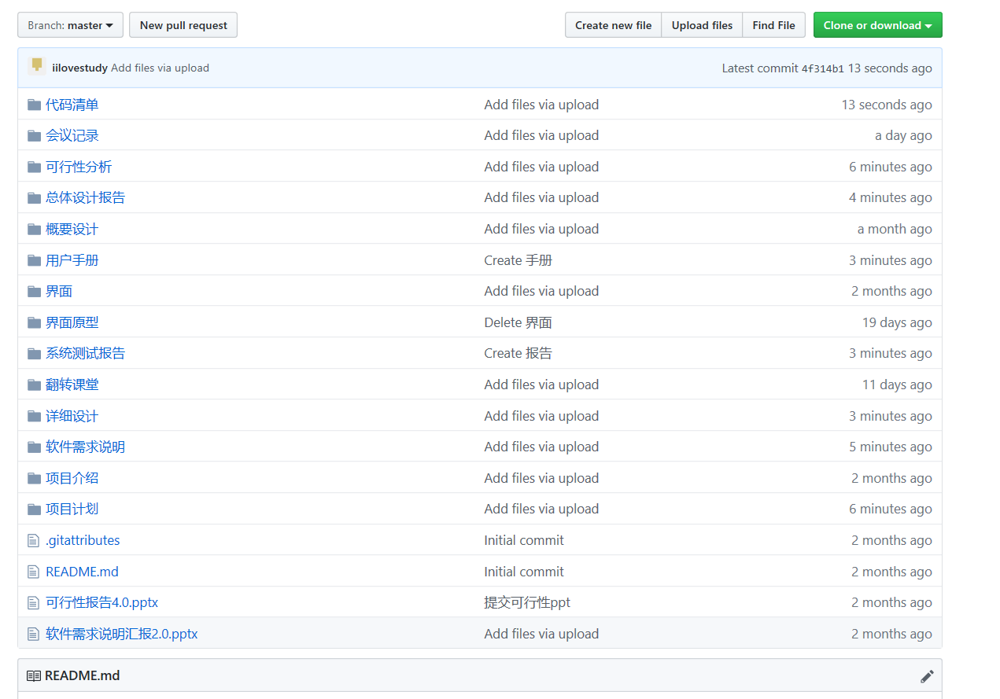 Branch: master New pull request Create new file Upload files Find File Clone or download
iilovestudy Add files via upload Latest commit 4f314b1 13 seconds ago
代码清单 Add files via upload 13 seconds ago
会议记录 Add files via upload a day ago
可行性分析 Add files via upload 6 minutes ago
总体设计报告 Add files via upload 4 minutes ago
概要设计 Add files via upload a month ago
用户手册 Create 手册 3 minutes ago
界面 Add files via upload 2 months ago
界面原型 Delete 界面 19 days ago
系统测试报告 Create 报告 3 minutes ago
翻转课堂 Add files via upload 11 days ago
详细设计 Add files via upload 3 minutes ago
软件需求说明 Add files via upload 5 minutes ago
项目介绍 Add files via upload 2 months ago
项目计划 Add files via upload 6 minutes ago
.gitattributes Initial commit 2 months ago
README.md Initial commit 2 months ago
可行性报告4.0.pptx 提交可行性ppt 2 months ago
软件需求说明汇报2.0.pptx Add files via upload 2 months ago
README.md